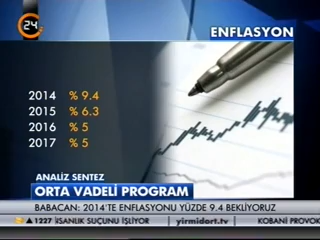 24
ENFLASYON
2014 % 9.4
2015 % 6.3
2016 % 5
2017 % 5
ANALİZ SENTEZ
ORTA VADELİ PROGRAM
BABACAN: 2014'TE ENFLASYONU YÜZDE 9.4 BEKLİYORUZ
▲1227 İSANLIK SUÇUNU İŞLİYOR yirmidort.tv KOBANİ PROVOK